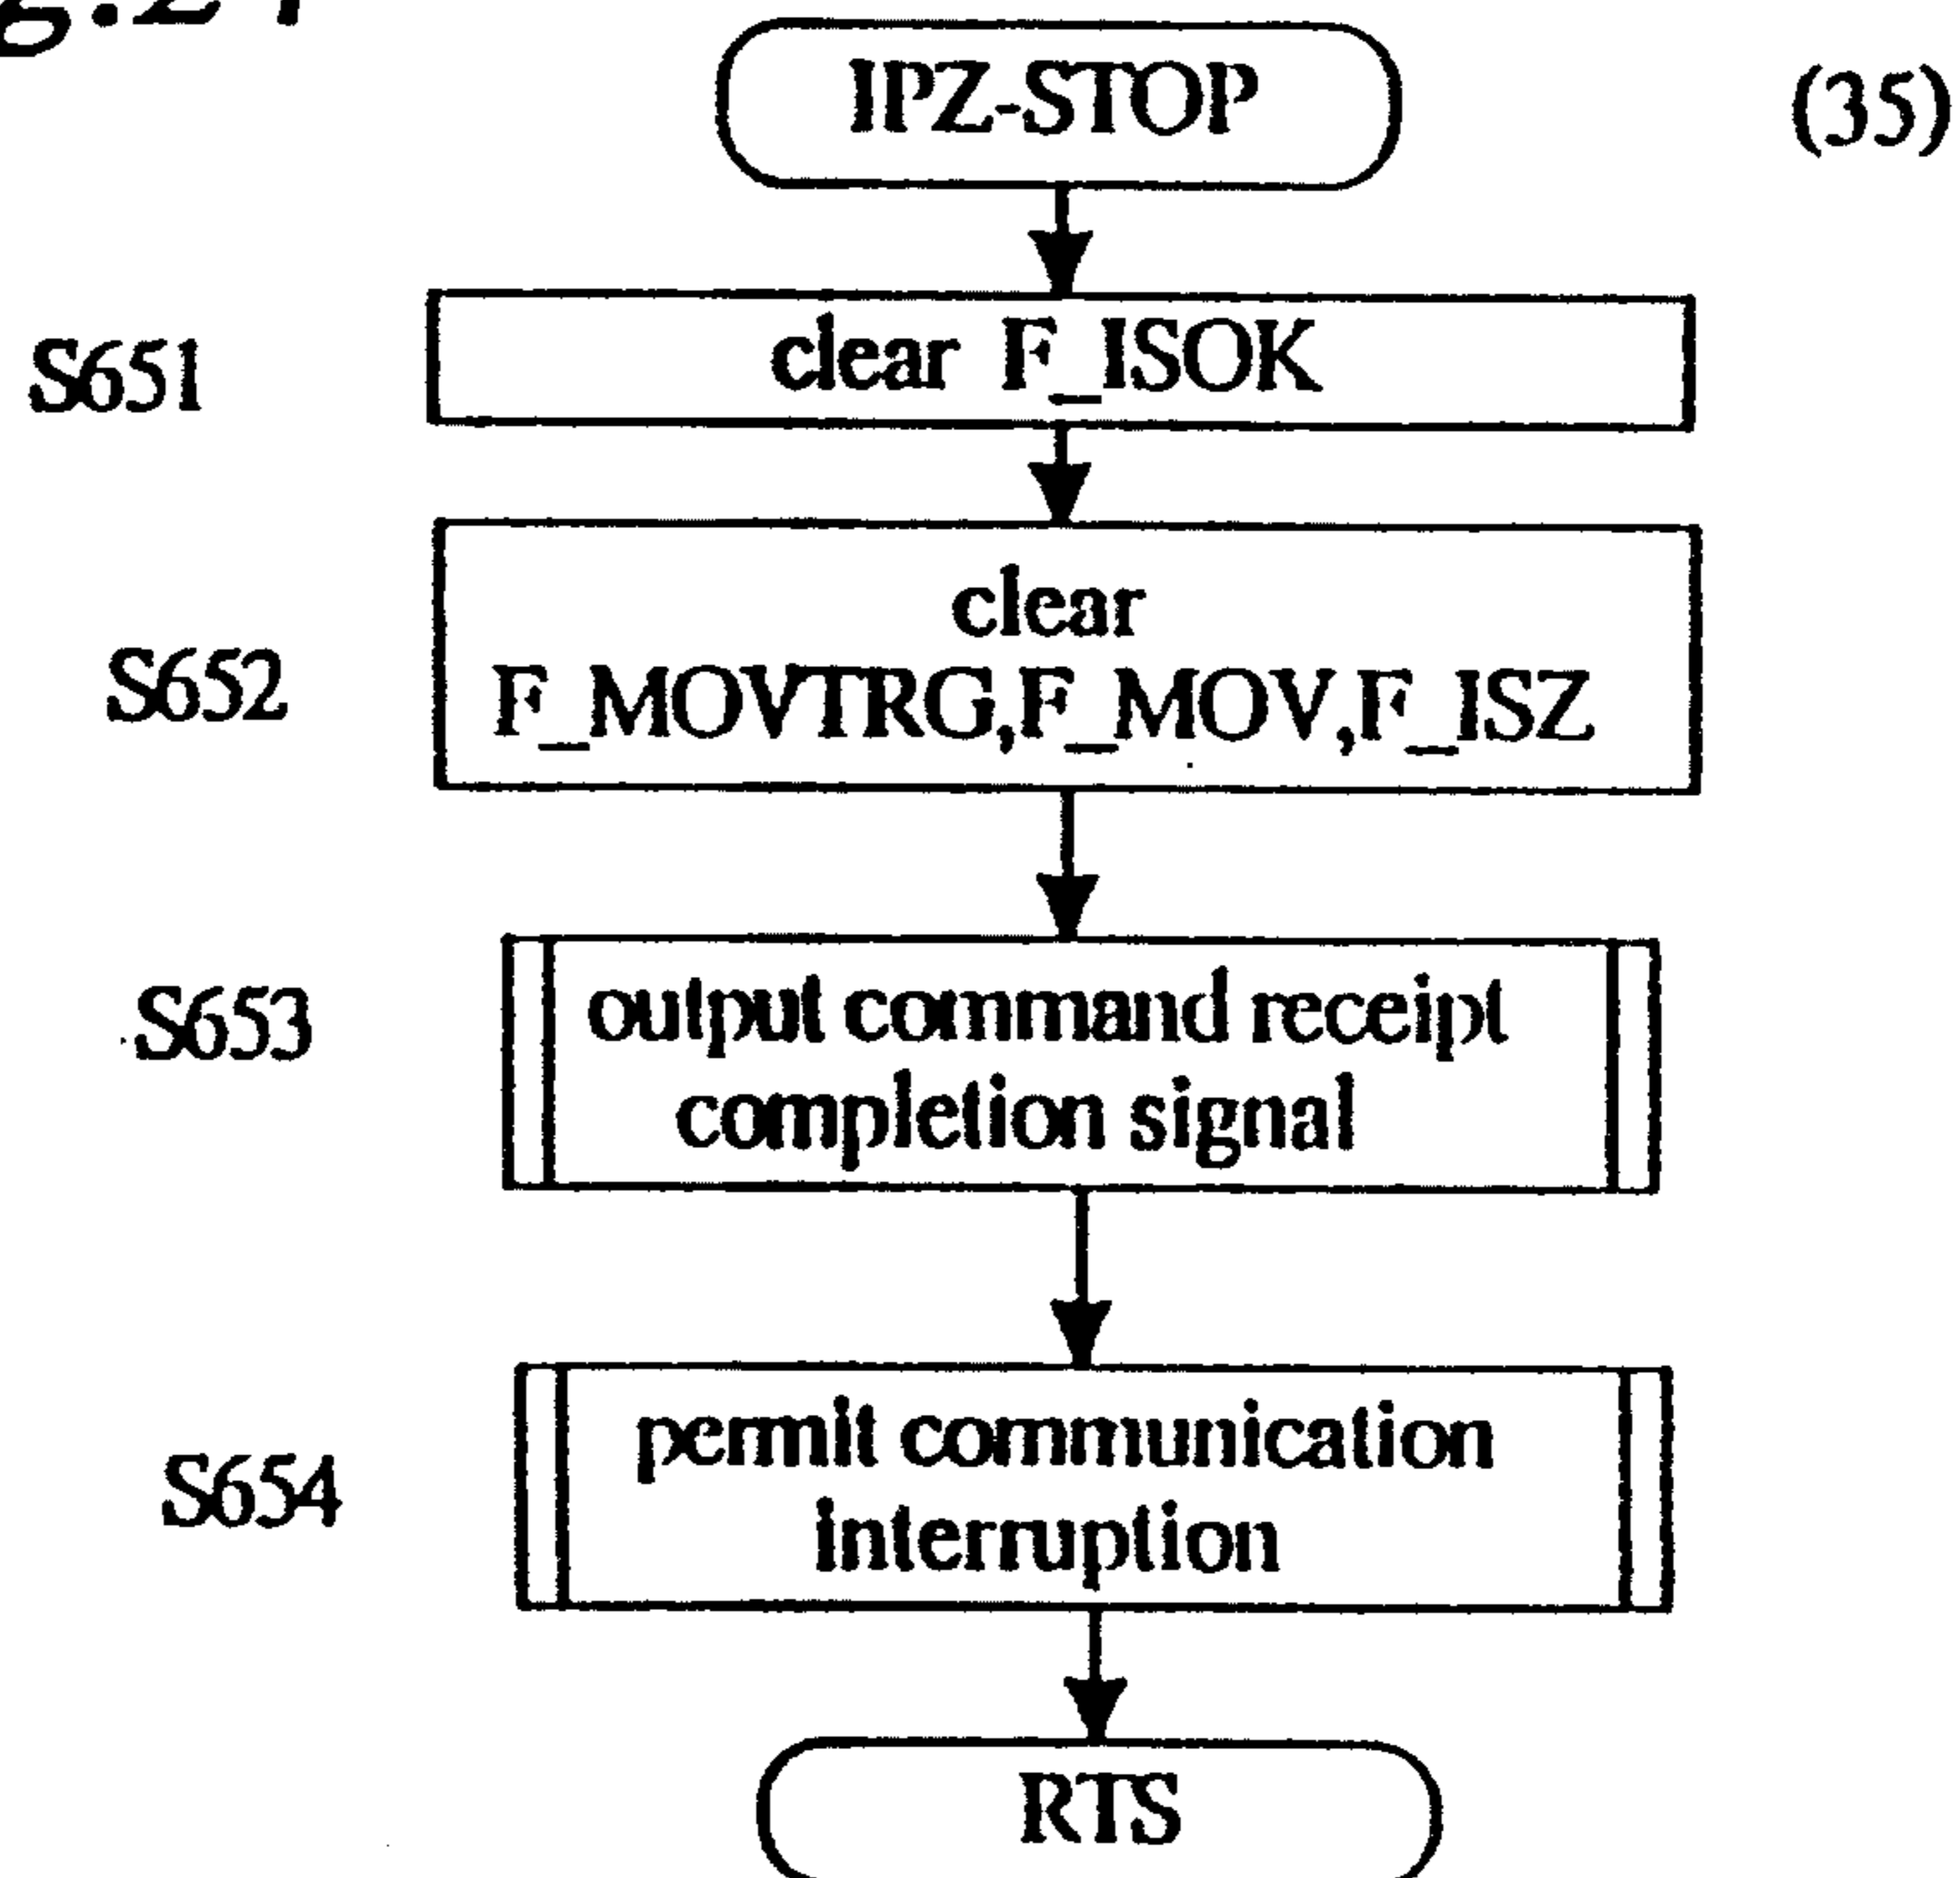 IPZ-STOP
(35)
S651
clear F_ISOK
S652
clear
F_MOVTRG,F_MOV,F_ISZ
S653
output command receipt
completion signal
S654
permit communication
interruption
RTS